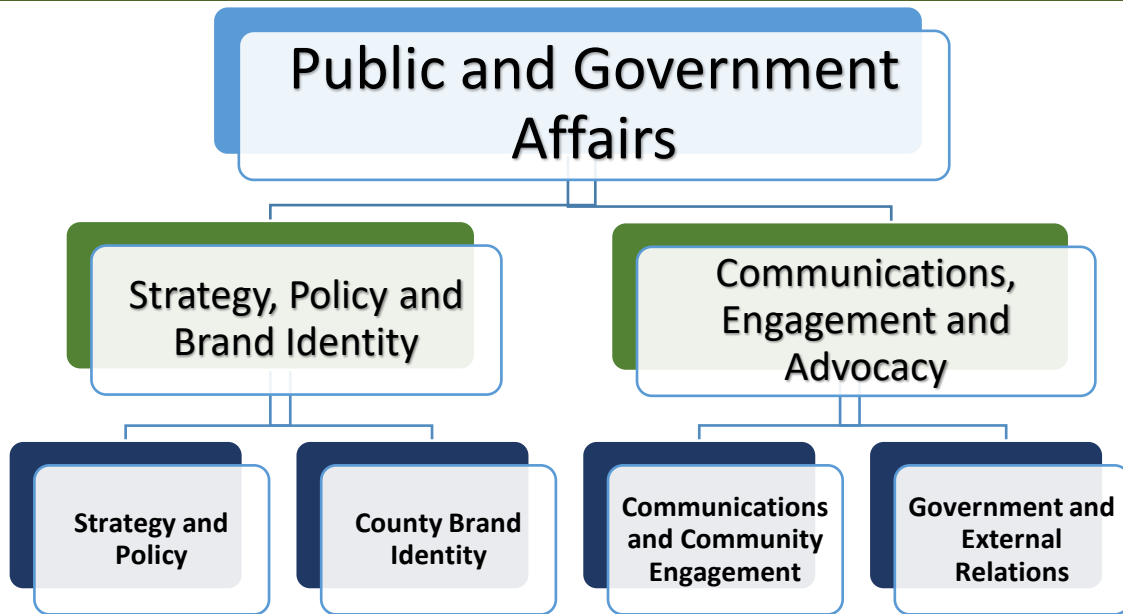 Public and Government
Affairs
Strategy, Policy and
Brand Identity
Communications,
Engagement and
Advocacy
Strategy and
Policy
County Brand
Identity
Communications
and Community
Engagement
Government and
External
Relations